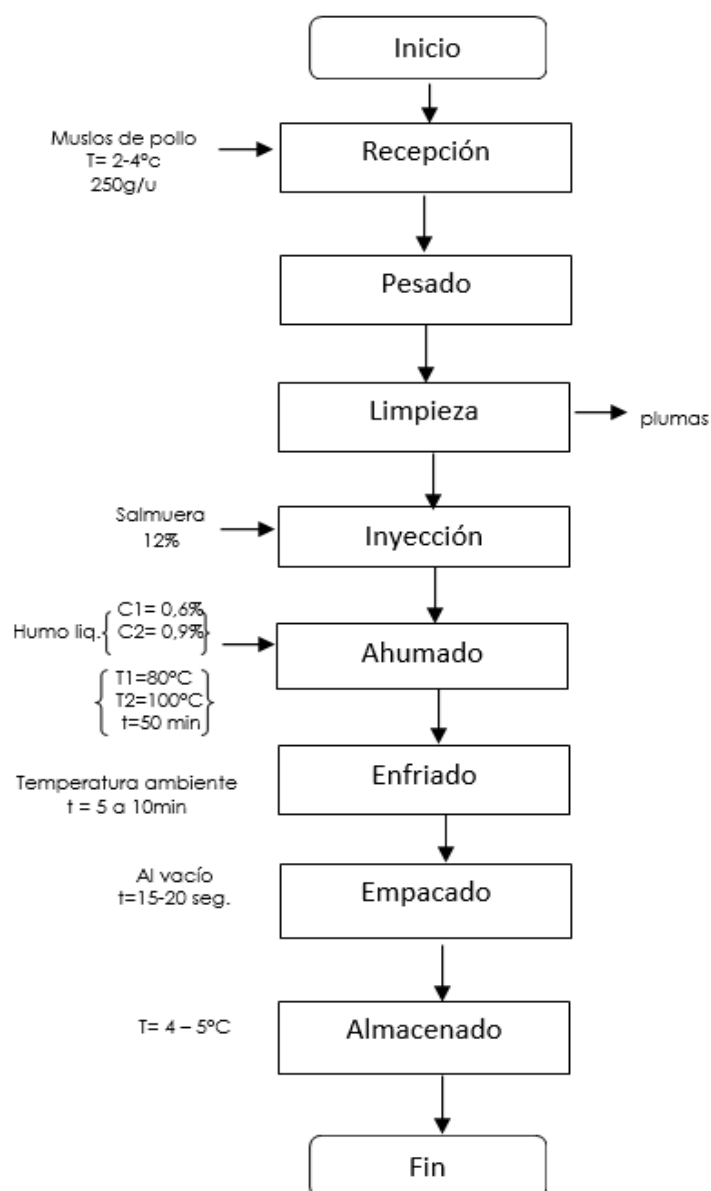 Inicio
Muslos de pollo
T= 2-4ºc
250g/u
Recepción
Pesado
Limpieza
plumas
Salmuera
12%
Inyección
Humo liq.
C1= 0,6%
C2= 0,9%
Ahumado
T1=80ºC
T2=100ºC
t=50 min
Enfriado
Temperatura ambiente
t = 5 a 10min
Al vacío
t=15-20 seg.
Empacado
T= 4 – 5ºC
Almacenado
Fin